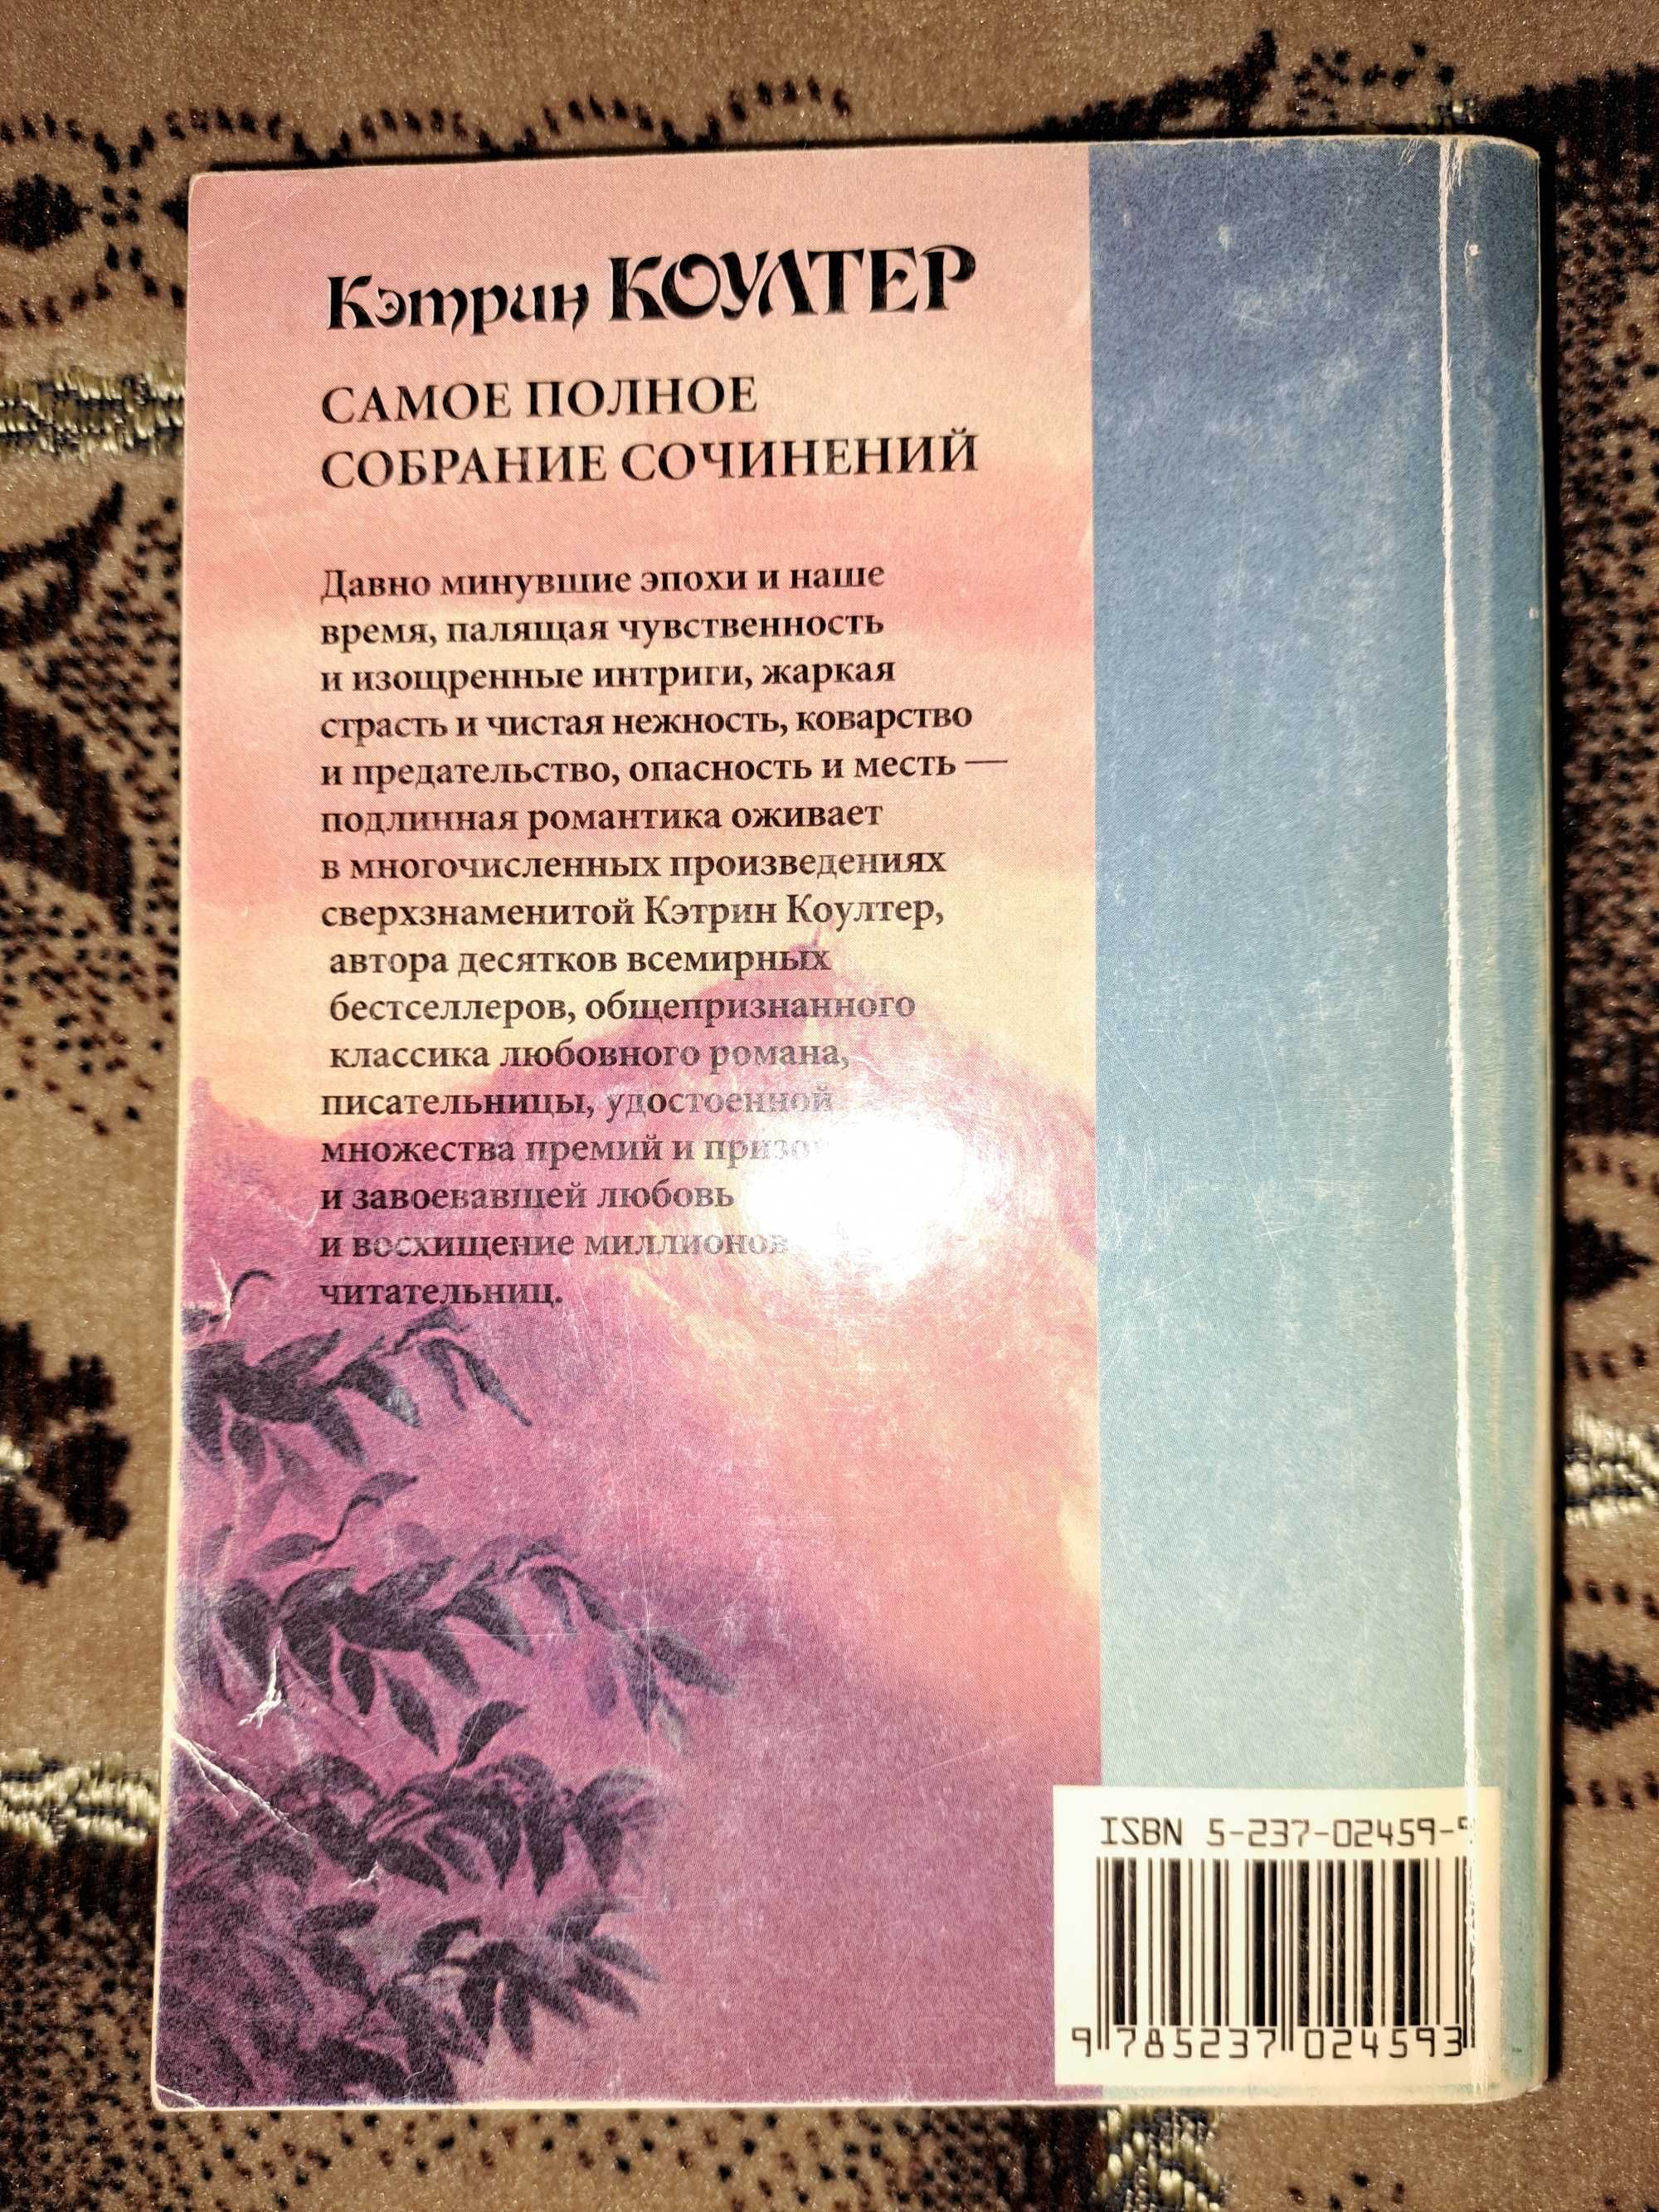 Кэтрин КОУЛТЕР
САМОЕ ПОЛНОЕ
СОБРАНИЕ СОЧИНЕНИЙ
Давно минувшие эпохи и наше
время, палящая чувственность
и изощренные интриги, жаркая
страсть и чистая нежность, коварство
и предательство, опасность и месть —
подлинная романтика оживает
в многочисленных произведениях
сверхзнаменитой Кэтрин Коултер,
автора десятков всемирных
бестселлеров, общепризнанного
классика любовного романа,
писательницы, удостоенной
множества премий и
и завоевавшей любовь
и восхищение миллионов
читательниц.
ISBN 5-237-02459-
9 785237 024593